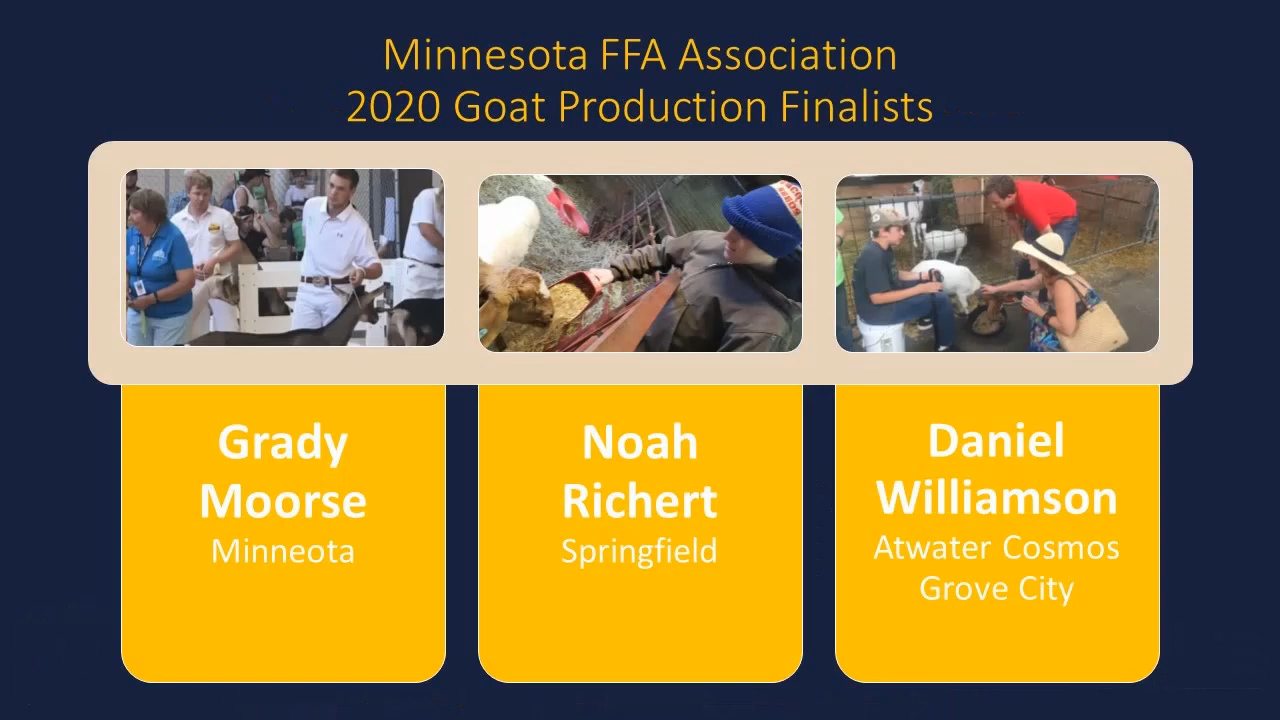 Minnesota FFA Association
2020 Goat Production Finalists
Grady
Moorse
Minneota
Noah
Richert
Springfield
Daniel
Williamson
Atwater Cosmos
Grove City